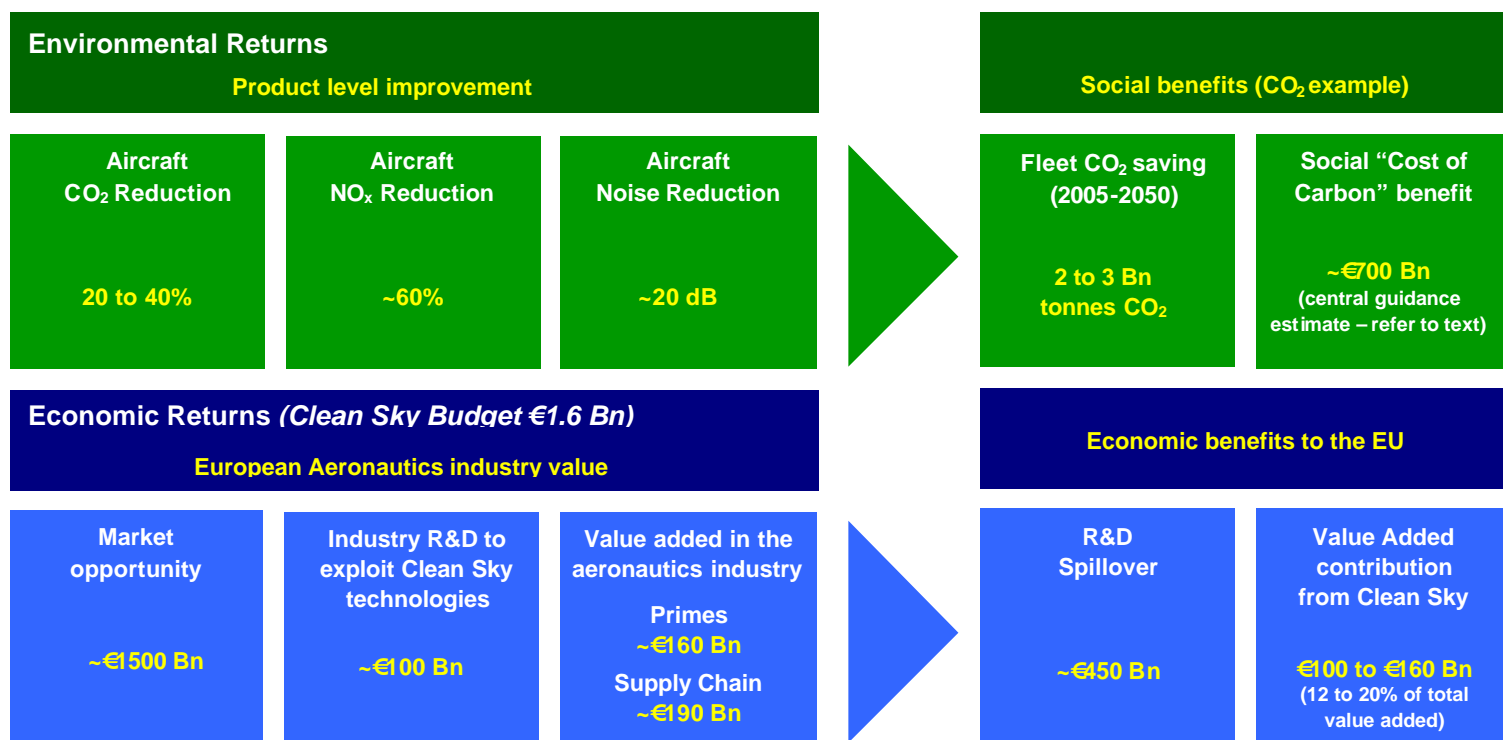 Environmental Returns
Product level improvement
Social benefits (CO₂ example)
Aircraft
CO₂ Reduction
20 to 40%
Aircraft
NOₓ Reduction
~60%
Aircraft
Noise Reduction
~20 dB
Fleet CO₂ saving
(2005-2050)
2 to 3 Bn
tonnes CO₂
Social “Cost of
Carbon” benefit
~€700 Bn
(central guidance
estimate – refer to text)
Economic Returns (Clean Sky Budget €1.6 Bn)
European Aeronautics industry value
Economic benefits to the EU
Market
opportunity
~€1500 Bn
Industry R&D to
exploit Clean Sky
technologies
~€100 Bn
Value added in the
aeronautics industry
Primes
~€160 Bn
Supply Chain
~€190 Bn
R&D
Spillover
~€450 Bn
Value Added
contribution
from Clean Sky
€100 to €160 Bn
(12 to 20% of total
value added)